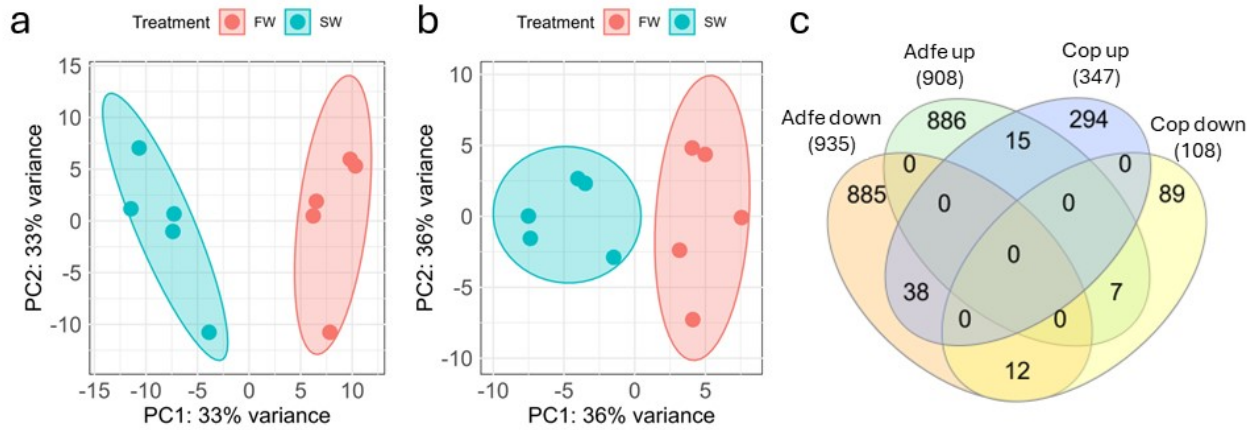 a
Treatment FW SW
15
10
5
0
-5
-10
PC2: 33% variance
-15 -10 -5 0 5 10
PC1: 33% variance
b
Treatment FW SW
10
5
0
-5
-10
PC2: 36% variance
-10 -5 0 5
PC1: 36% variance
c
Adfe up
(908)
Cop up
(347)
Adfe down
(935)
Cop down
(108)
886
15
294
0
0
885
89
0
0
0
38
7
0
0
12